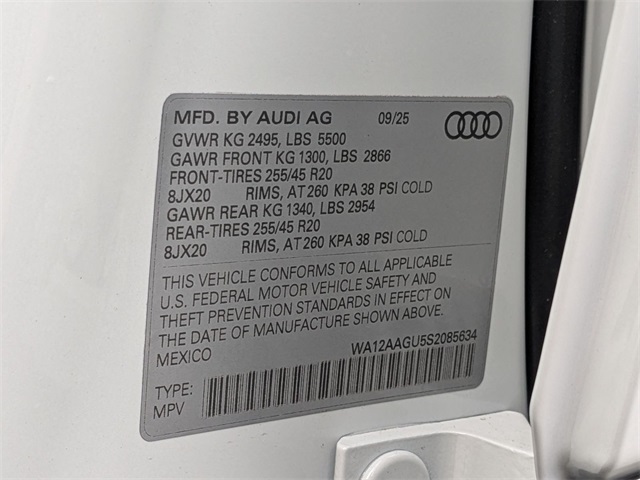 MFD. BY AUDI AG 09/25
GVWR KG 2495, LBS 5500
GAWR FRONT KG 1300, LBS 2866
FRONT-TIRES 255/45 R20
8JX20 RIMS, AT 260 KPA 38 PSI COLD
GAWR REAR KG 1340, LBS 2954
REAR-TIRES 255/45 R20
8JX20 RIMS, AT 260 KPA 38 PSI COLD
THIS VEHICLE CONFORMS TO ALL APPLICABLE
U.S. FEDERAL MOTOR VEHICLE SAFETY AND
THEFT PREVENTION STANDARDS IN EFFECT ON
DATE OF MANUFACTURE SHOWN ABOVE.
MEXICO WA12AAGU5S2085634
TYPE:
MPV